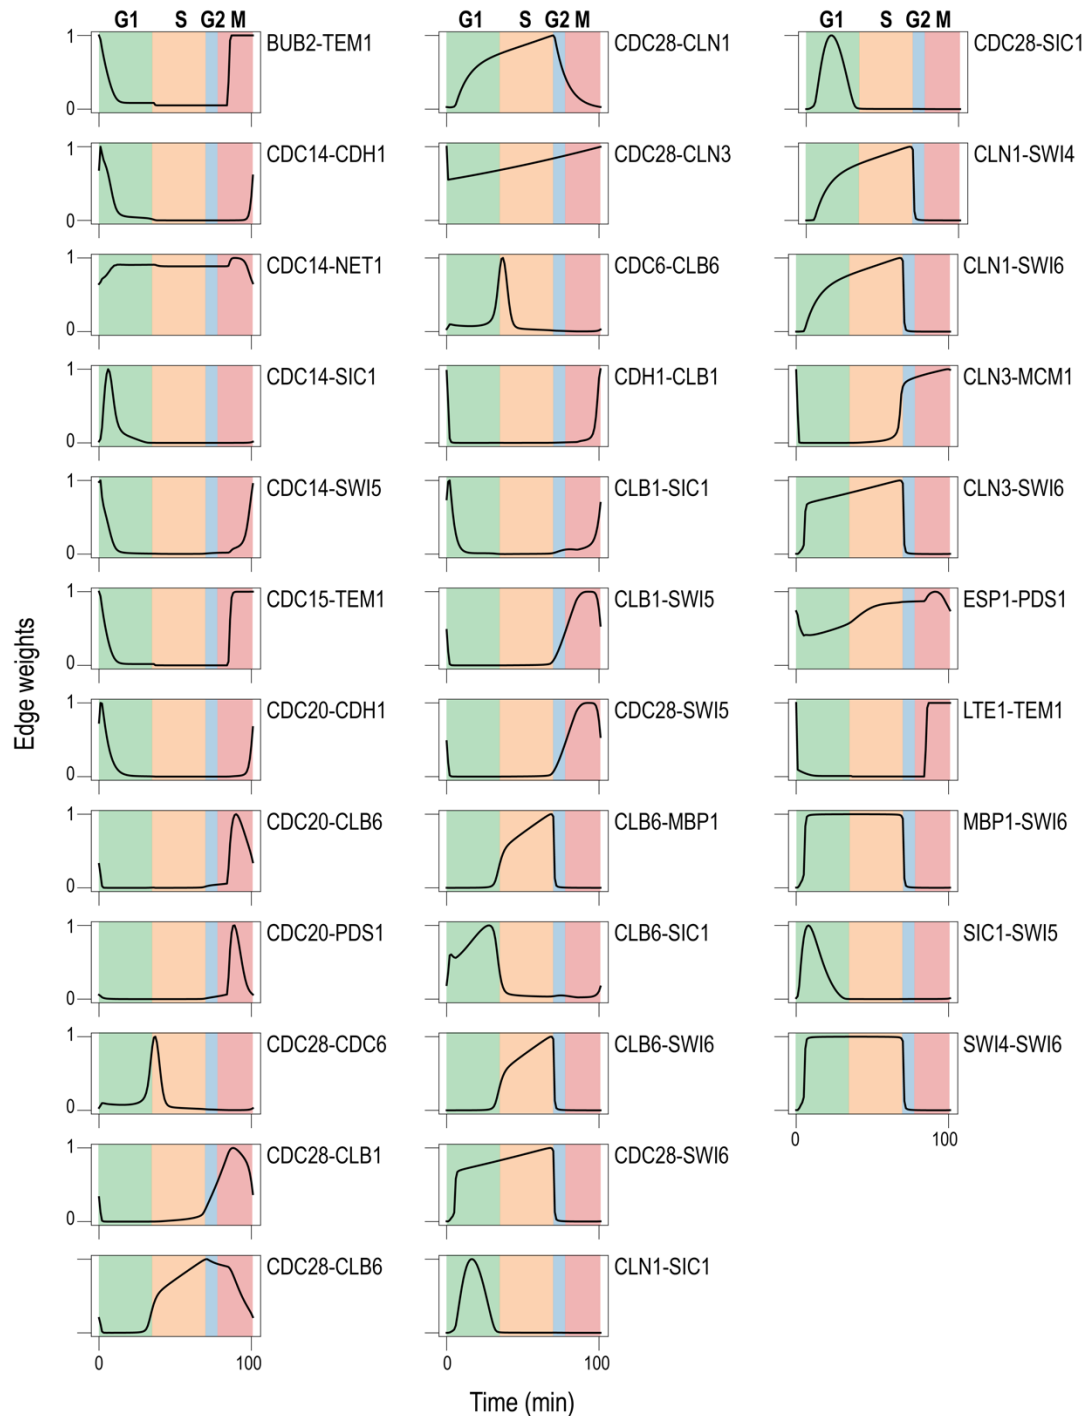 G1 S G2 M
G1 S G2 M
G1 S G2 M
1
0
BUB2-TEM1
CDC28-CLN1
CDC28-SIC1
1
0
CDC14-CDH1
CDC28-CLN3
CLN1-SWI4
1
0
CDC14-NET1
CDC6-CLB6
CLN1-SWI6
1
0
CDC14-SIC1
CDH1-CLB1
CLN3-MCM1
1
0
CDC14-SWI5
CLB1-SIC1
CLN3-SWI6
1
0
CDC15-TEM1
CLB1-SWI5
ESP1-PDS1
1
0
CDC20-CDH1
CDC28-SWI5
LTE1-TEM1
1
0
CDC20-CLB6
CLB6-MBP1
MBP1-SWI6
1
0
CDC20-PDS1
CLB6-SIC1
SIC1-SWI5
1
0
CDC28-CDC6
CLB6-SWI6
SWI4-SWI6
0 100
1
0
CDC28-CLB1
CDC28-SWI6
CDC28-CLB6
CLN1-SIC1
0 100
0 100
Edge weights
Time (min)